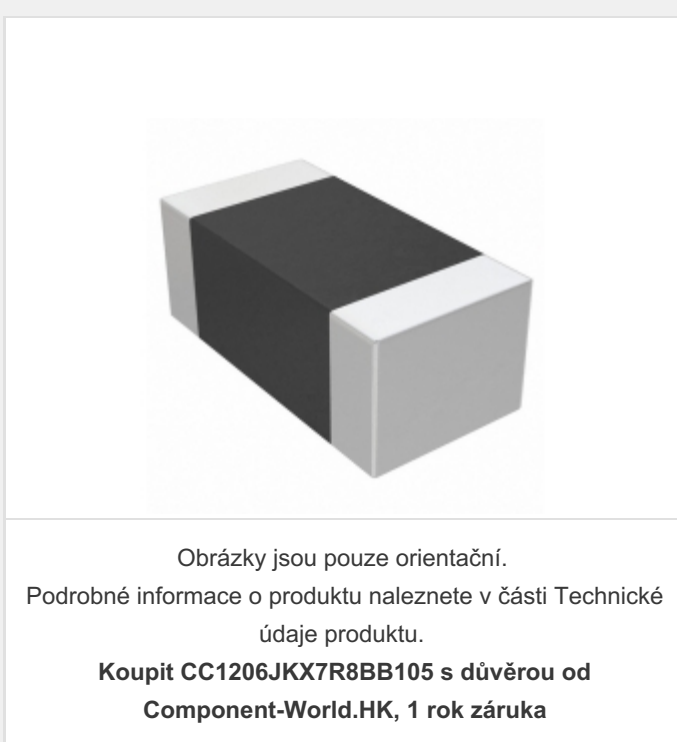 Obrázky jsou pouze orientační.
Podrobné informace o produktu naleznete v části Technické
údaje produktu.
Koupit CC1206JKX7R8BB105 s důvěrou od
Component-World.HK, 1 rok záruka